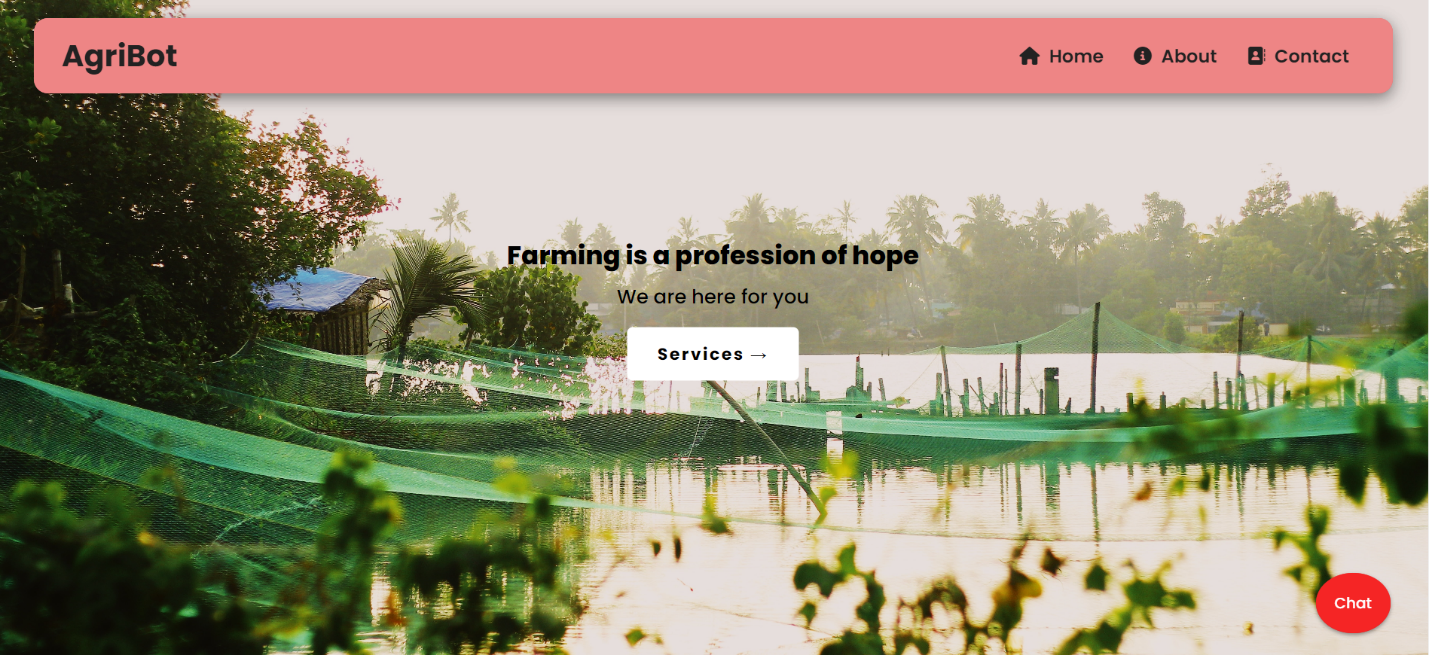 AgriBot
Home About Contact
Farming is a profession of hope
We are here for you
Services →
Chat